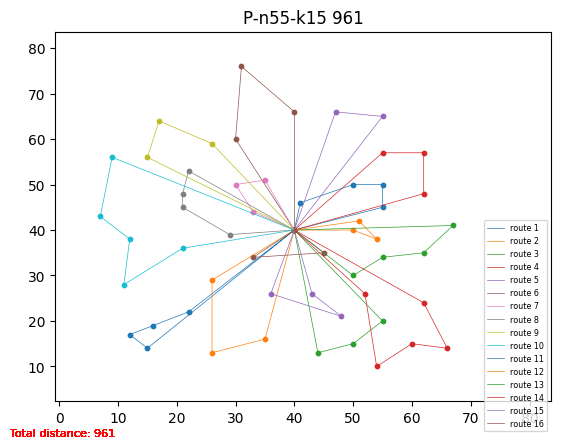 P-n55-k15 961
80
70
60
50
40
30
20
10
0 10 20 30 40 50 60 70 80
route 1
route 2
route 3
route 4
route 5
route 6
route 7
route 8
route 9
route 10
route 11
route 12
route 13
route 14
route 15
route 16
Total distance: 961